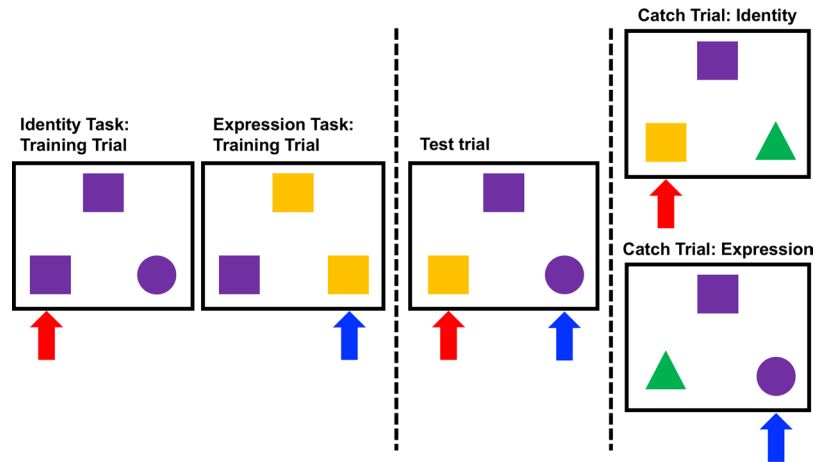 Identity Task:
Training Trial
Expression Task:
Training Trial
Test trial
Catch Trial: Identity
Catch Trial: Expression